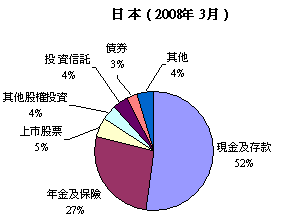 日 本 ( 2008年 3月 )
債券
3%
其他
4%
投 資信託
4%
其他股權投資
4%
上市股票
5%
現金及存款
52%
年金及保險
27%